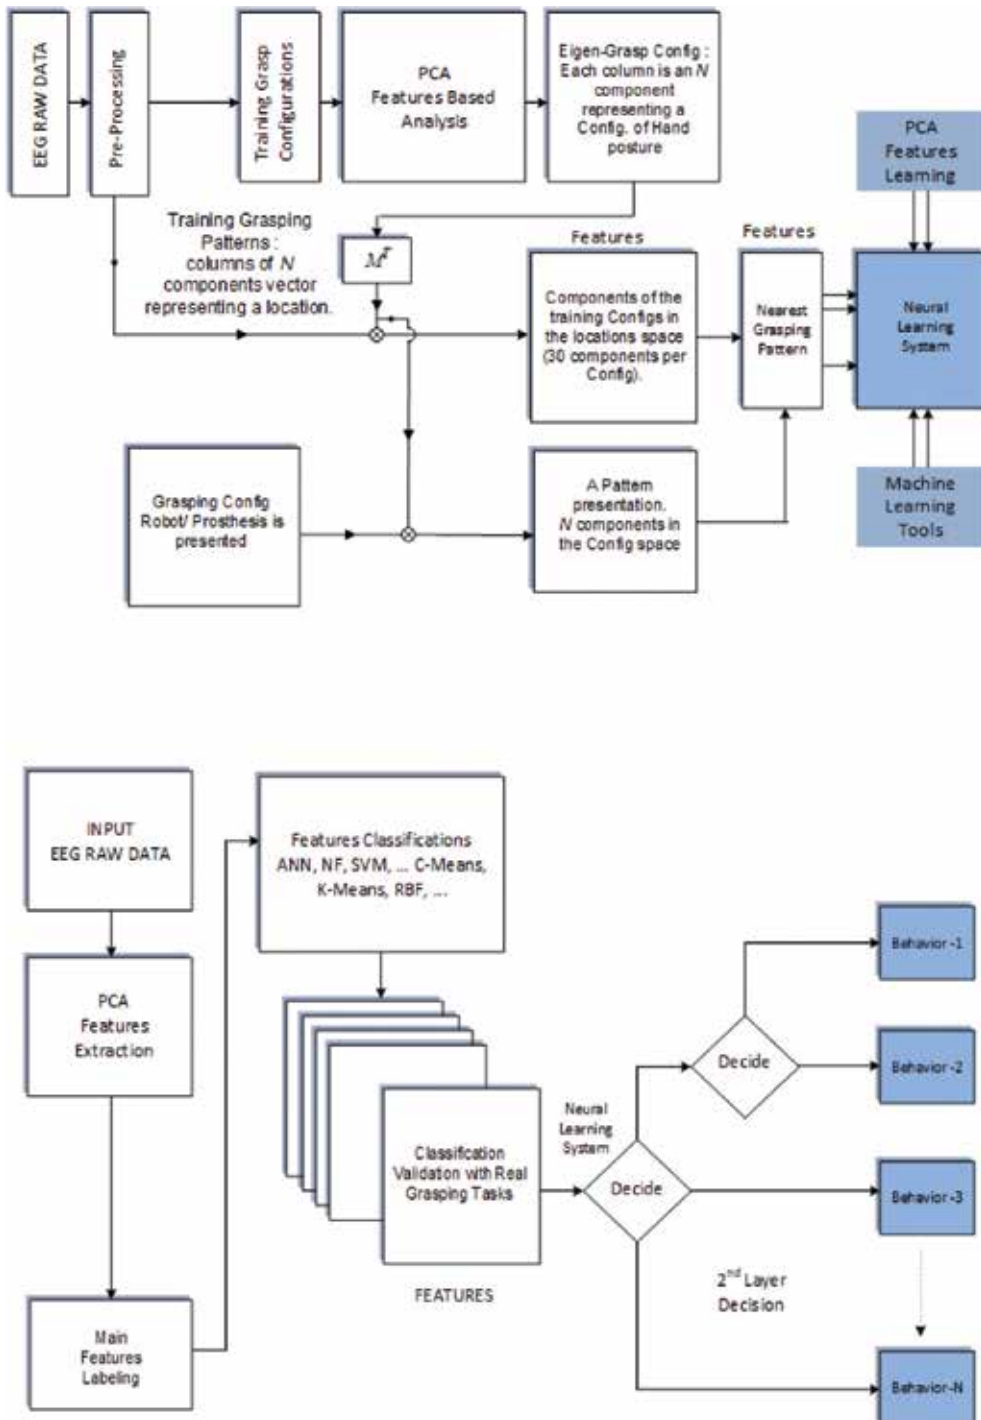 EEG RAW DATA
Pre-Processing
Training Grasp
Configurations
PCA
Features Based
Analysis
Eigen-Grasp Config :
Each column is an N
component
representing a
Config. of Hand
posture
PCA
Features
Learning
Training Grasping
Patterns :
columns of N
components vector
representing a location.
M^T
Features
Components of the
training Configs in
the locations space
(30 components per
Config).
Features
Nearest
Grasping
Pattern
Neural
Learning
System
Grasping Config
Robot/ Prosthesis is
presented
A Pattern
presentation.
N components in
the Config space
Machine
Learning
Tools
INPUT
EEG RAW DATA
PCA
Features
Extraction
Main
Features
Labeling
Features Classifications
ANN, NF, SVM, ... C-Means,
K-Means, RBF, ...
Classification
Validation with Real
Grasping Tasks
FEATURES
Neural
Learning
System
Decide
Decide
2nd Layer
Decision
Behavior-1
Behavior-2
Behavior-3
Behavior-N